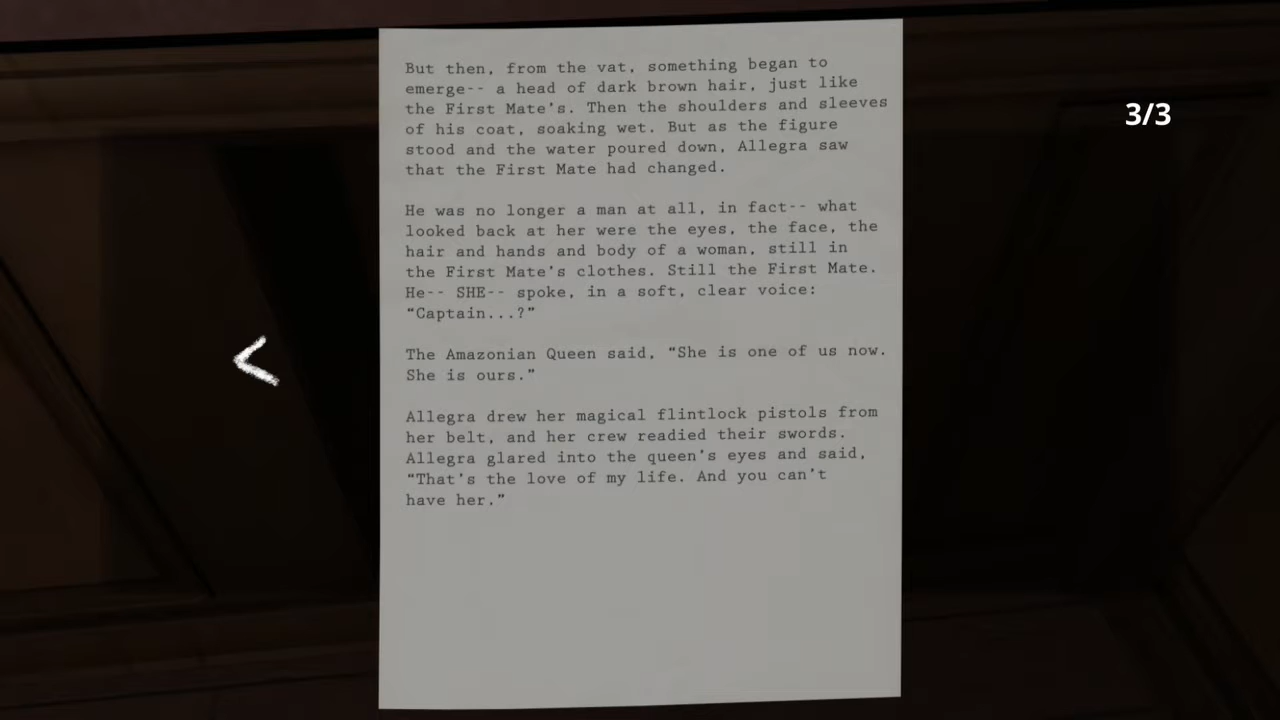 But then, from the vat, something began to
emerge-- a head of dark brown hair, just like
the First Mate's. Then the shoulders and sleeves
of his coat, soaking wet. But as the figure
stood and the water poured down, Allegra saw
that the First Mate had changed.
He was no longer a man at all, in fact-- what
looked back at her were the eyes, the face, the
hair and hands and body of a woman, still in
the First Mate's clothes. Still the First Mate.
He-- SHE-- spoke, in a soft, clear voice:
“Captain...?”
The Amazonian Queen said, “She is one of us now.
She is ours.”
Allegra drew her magical flintlock pistols from
her belt, and her crew readied their swords.
Allegra glared into the queen's eyes and said,
“That's the love of my life. And you can't
have her.”
3/3
<